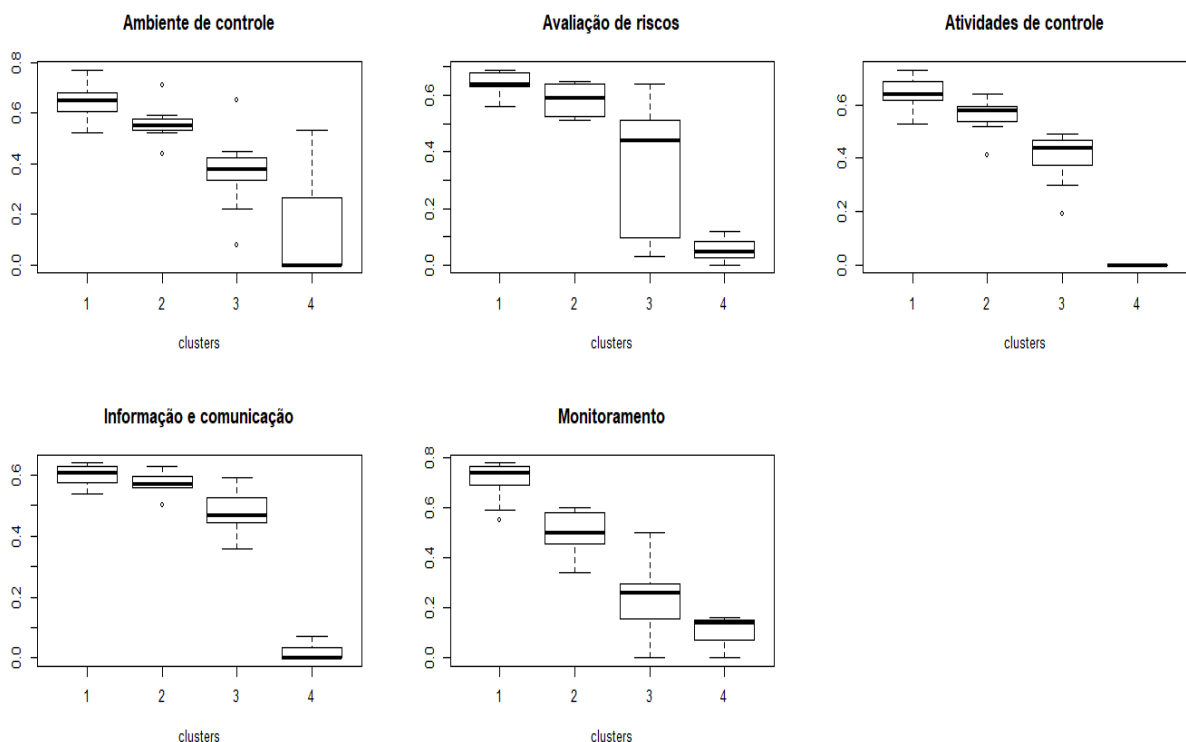 Ambiente de controle
0.0 0.2 0.4 0.6 0.8
1 2 3 4
clusters
Avaliação de riscos
0.0 0.2 0.4 0.6
1 2 3 4
clusters
Atividades de controle
0.0 0.2 0.4 0.6
1 2 3 4
clusters
Informação e comunicação
0.0 0.2 0.4 0.6
1 2 3 4
clusters
Monitoramento
0.0 0.2 0.4 0.6 0.8
1 2 3 4
clusters